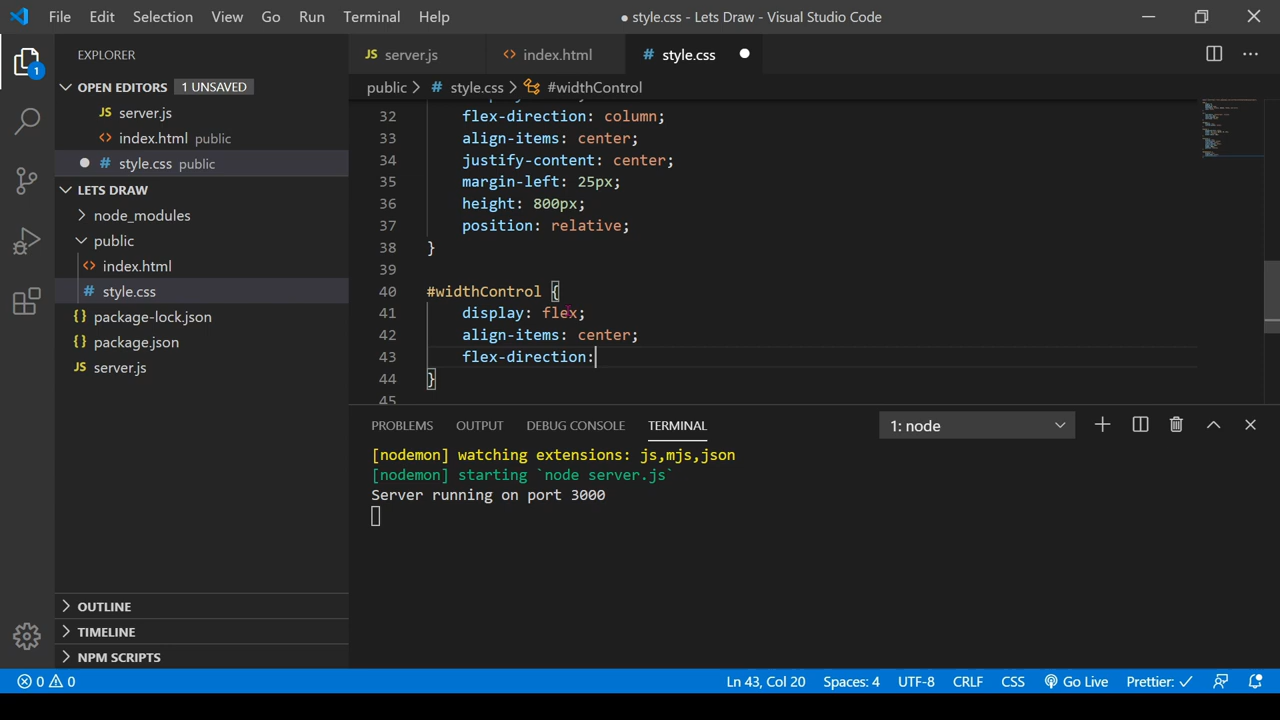 File Edit Selection View Go Run Terminal Help
● style.css - Lets Draw - Visual Studio Code
EXPLORER
OPEN EDITORS 1 UNSAVED
JS server.js
<> index.html public
● # style.css public
LETS DRAW
node_modules
public
<> index.html
# style.css
{} package-lock.json
{} package.json
JS server.js
OUTLINE
TIMELINE
NPM SCRIPTS
1
JS server.js <> index.html # style.css ●
public > # style.css > #widthControl
32 flex-direction: column;
33 align-items: center;
34 justify-content: center;
35 margin-left: 25px;
36 height: 800px;
37 position: relative;
38 }
39
40 #widthControl {
41 display: flex;
42 align-items: center;
43 flex-direction:
44 }
45
PROBLEMS OUTPUT DEBUG CONSOLE TERMINAL 1: node
[nodemon] watching extensions: js,mjs,json
[nodemon] starting `node server.js`
Server running on port 3000
0 0 Ln 43, Col 20 Spaces: 4 UTF-8 CRLF CSS Go Live Prettier: ✓